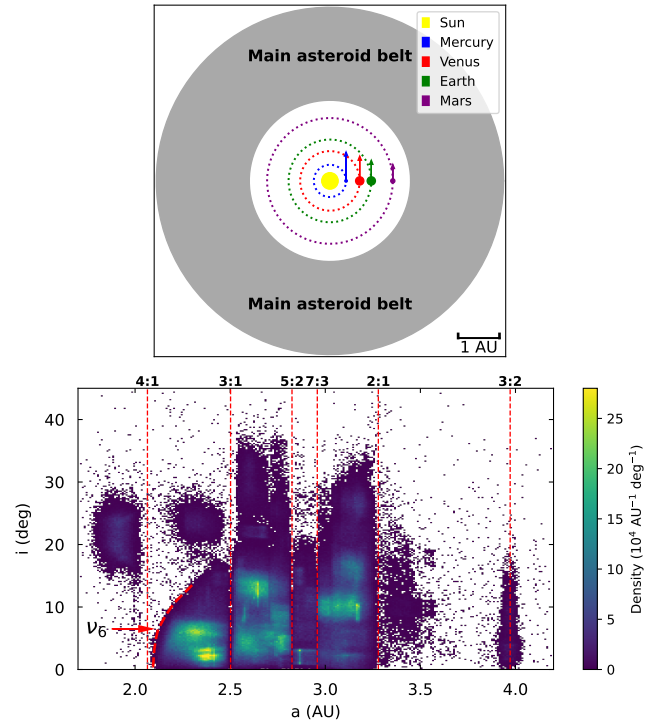 Sun
Mercury
Venus
Earth
Mars
Main asteroid belt
Main asteroid belt
1 AU
4:1 3:1 5:2 7:3 2:1 3:2
40
30
20
10
0
i (deg)
ν₆
2.0 2.5 3.0 3.5 4.0
a (AU)
25
20
15
10
5
0
Density (10⁴ AU⁻¹ deg⁻¹)